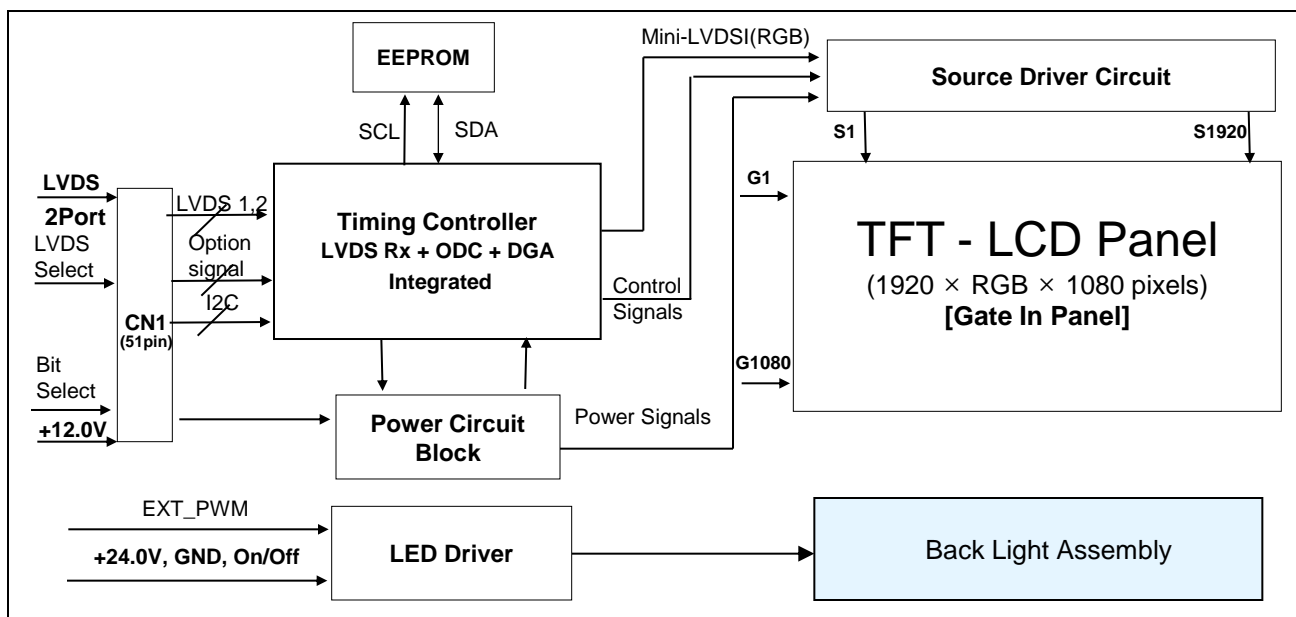 EEPROM
SCL
SDA
Mini-LVDSI(RGB)
Source Driver Circuit
S1
S1920
LVDS
2Port
LVDS
Select
Bit
Select
+12.0V
CN1
(51pin)
LVDS 1,2
Option
signal
I2C
Timing Controller
LVDS Rx + ODC + DGA
Integrated
Control
Signals
G1
G1080
TFT - LCD Panel
(1920 × RGB × 1080 pixels)
[Gate In Panel]
Power Circuit
Block
Power Signals
EXT_PWM
+24.0V, GND, On/Off
LED Driver
Back Light Assembly